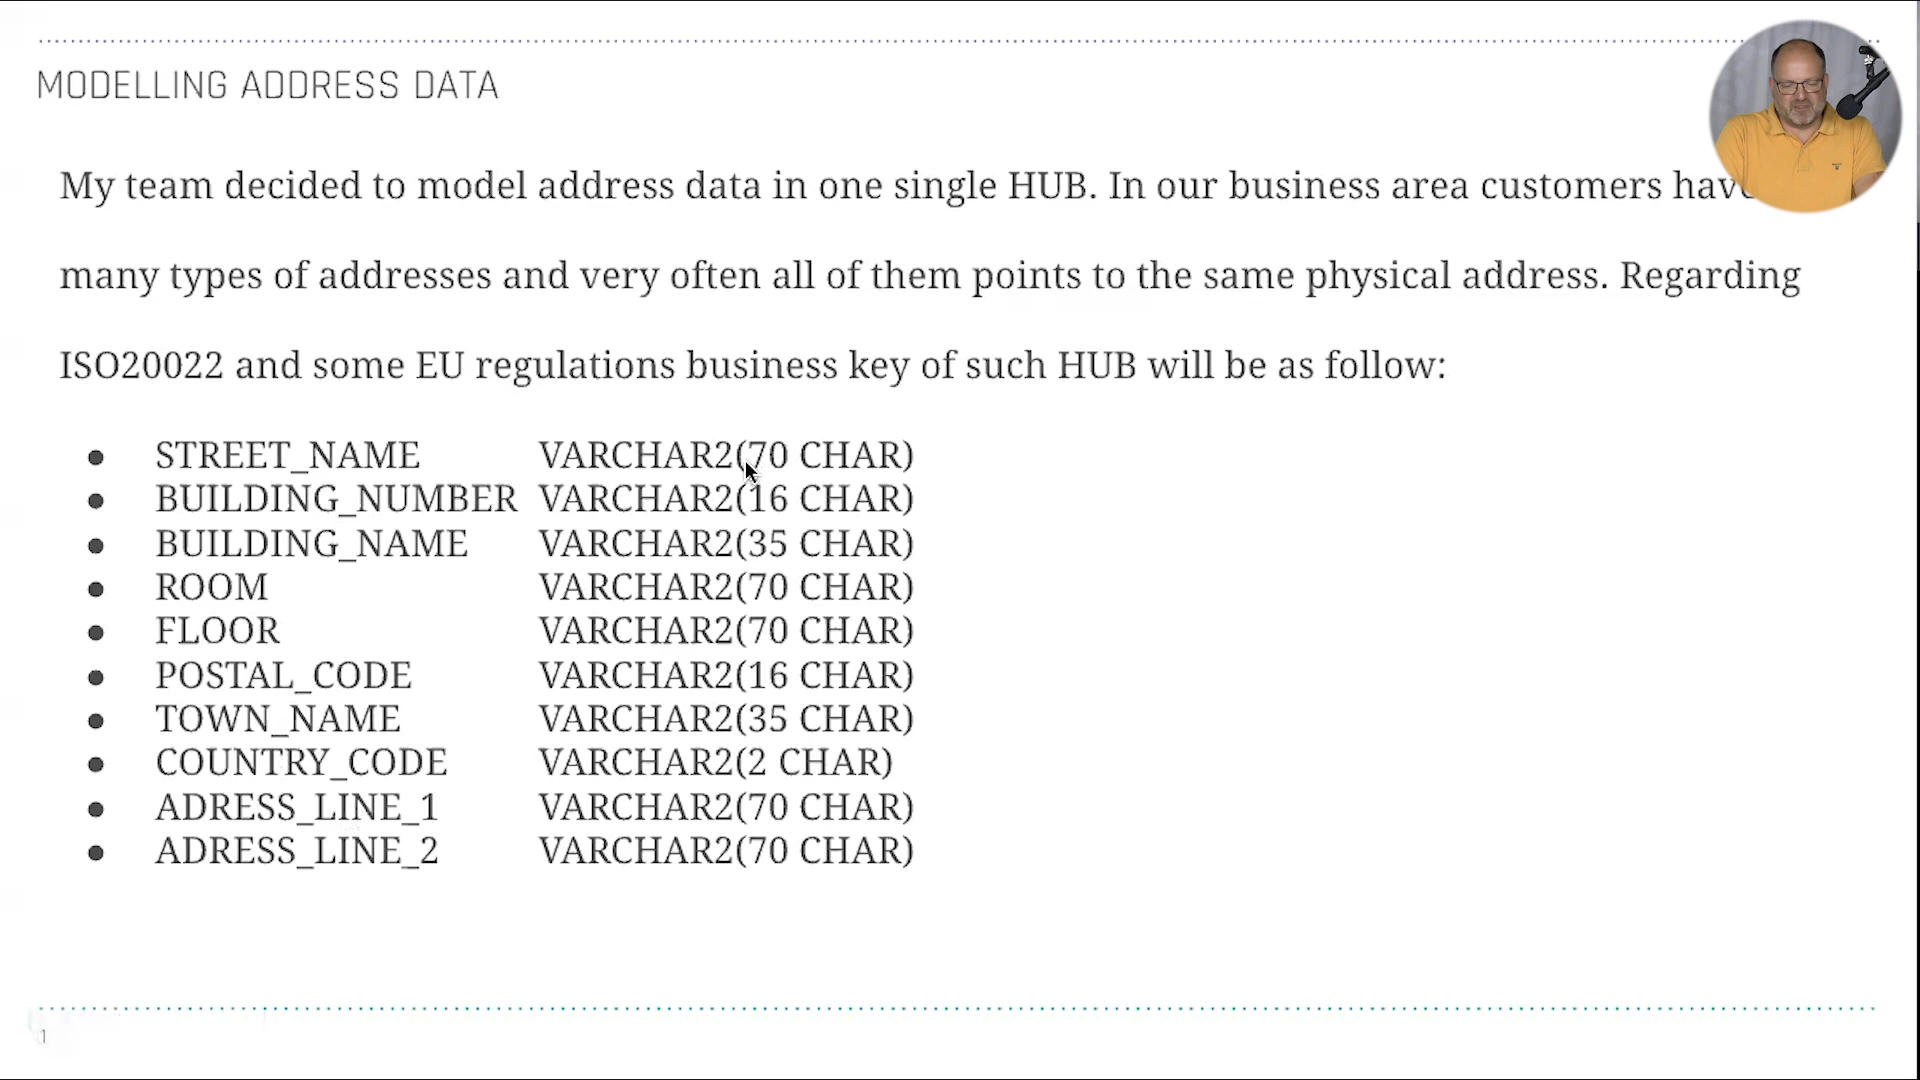 MODELLING ADDRESS DATA
My team decided to model address data in one single HUB. In our business area customers
many types of addresses and very often all of them points to the same physical address. Regarding
ISO20022 and some EU regulations business key of such HUB will be as follow:
● STREET_NAME VARCHAR2(70 CHAR)
● BUILDING_NUMBER VARCHAR2(16 CHAR)
● BUILDING_NAME VARCHAR2(35 CHAR)
● ROOM VARCHAR2(70 CHAR)
● FLOOR VARCHAR2(70 CHAR)
● POSTAL_CODE VARCHAR2(16 CHAR)
● TOWN_NAME VARCHAR2(35 CHAR)
● COUNTRY_CODE VARCHAR2(2 CHAR)
● ADRESS_LINE_1 VARCHAR2(70 CHAR)
● ADRESS_LINE_2 VARCHAR2(70 CHAR)
1